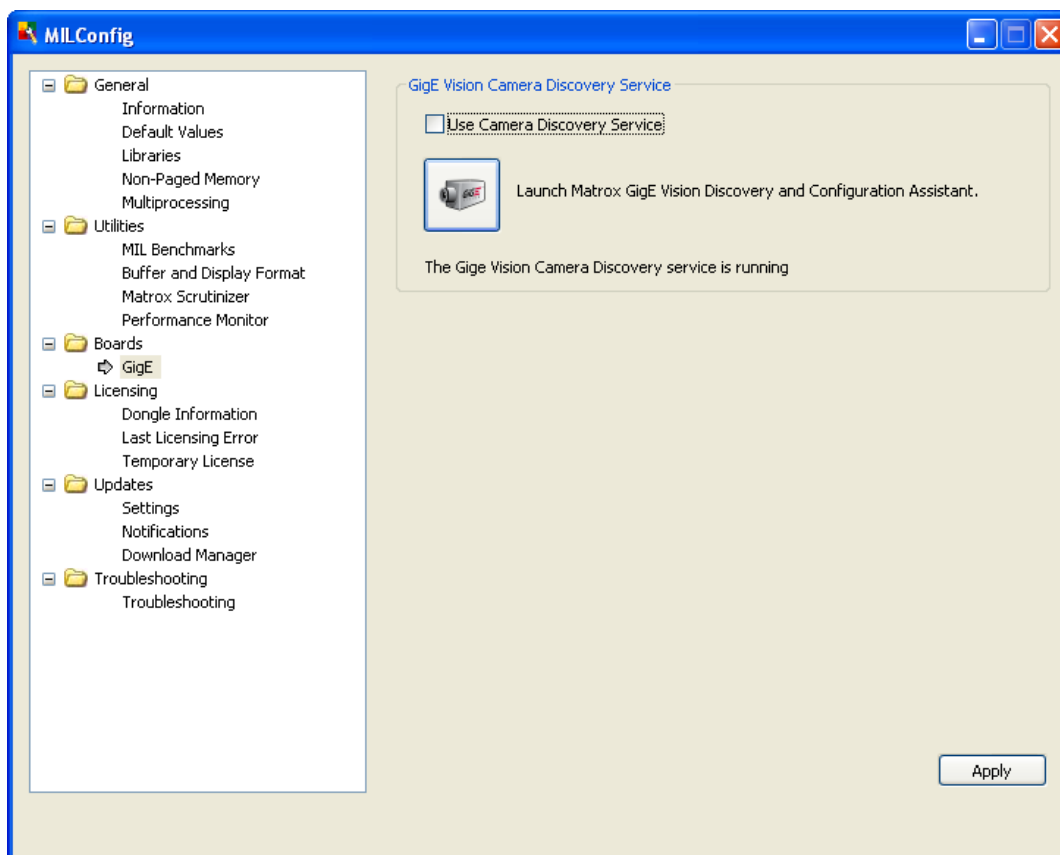 MILConfig
General
Information
Default Values
Libraries
Non-Paged Memory
Multiprocessing
Utilities
MIL Benchmarks
Buffer and Display Format
Matrox Scrutinizer
Performance Monitor
Boards
GigE
Licensing
Dongle Information
Last Licensing Error
Temporary License
Updates
Settings
Notifications
Download Manager
Troubleshooting
Troubleshooting
GigE Vision Camera Discovery Service
Use Camera Discovery Service
GigE
Launch Matrox GigE Vision Discovery and Configuration Assistant.
The Gige Vision Camera Discovery service is running
Apply